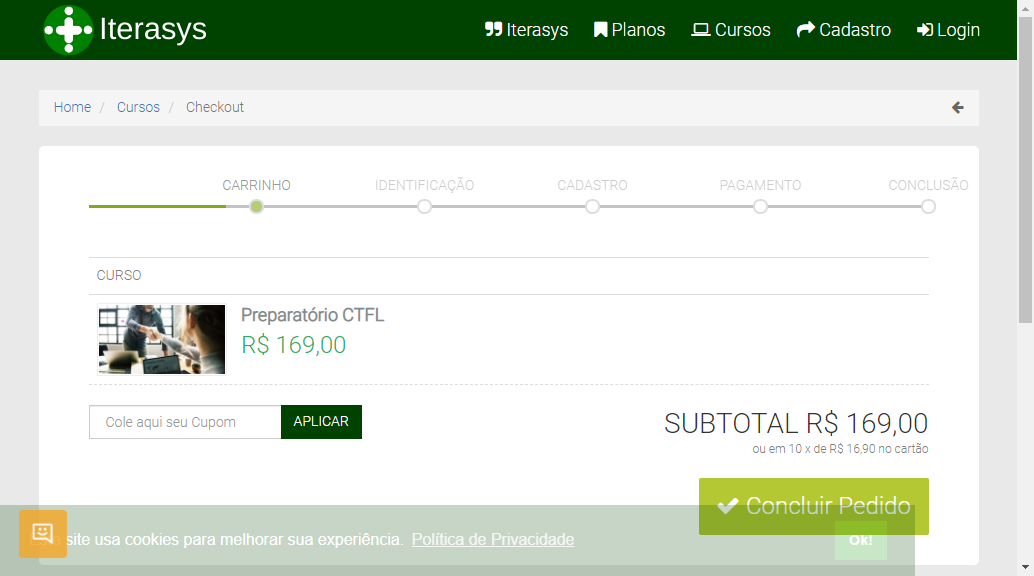 Iterasys
Iterasys Planos Cursos Cadastro Login
Home / Cursos / Checkout
CARRINHO IDENTIFICAÇÃO CADASTRO PAGAMENTO CONCLUSÃO
CURSO
Preparatório CTFL
R$ 169,00
Cole aqui seu Cupom APLICAR
SUBTOTAL R$ 169,00
ou em 10 x de R$ 16,90 no cartão
Concluir Pedido
site usa cookies para melhorar sua experiência. Política de Privacidade Ok!